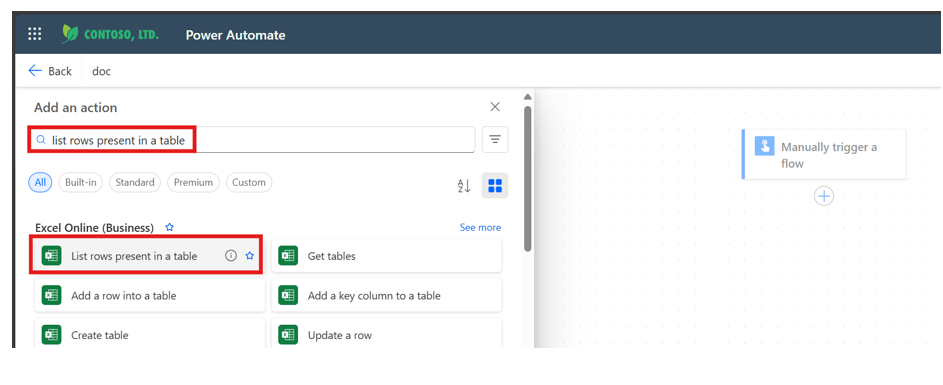 CONTOSO, LTD. Power Automate
Back doc
Add an action
list rows present in a table
All Built-in Standard Premium Custom
Excel Online (Business) See more
List rows present in a table Get tables
Add a row into a table Add a key column to a table
Create table Update a row
Manually trigger a
flow